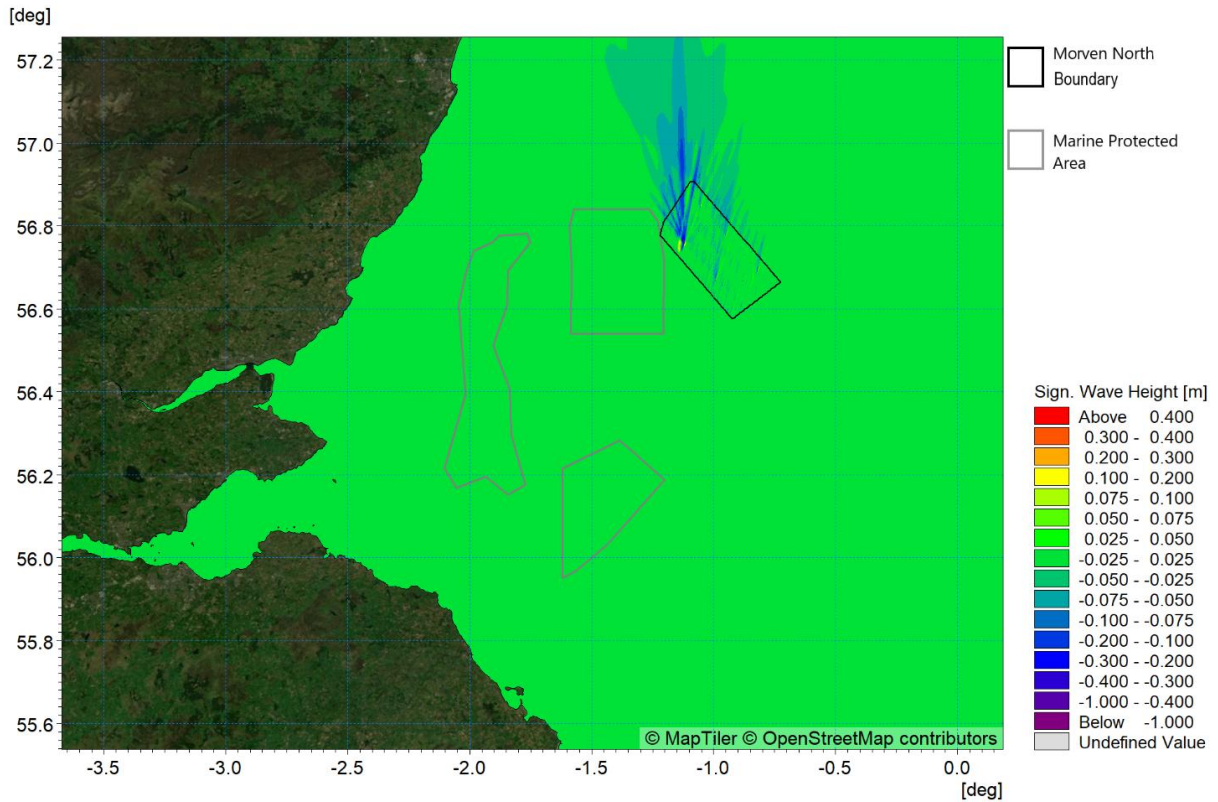 [deg]
57.2
57.0
56.8
56.6
56.4
56.2
56.0
55.8
55.6
-3.5
-3.0
-2.5
-2.0
-1.5
-1.0
-0.5
0.0
[deg]
© MapTiler © OpenStreetMap contributors
Morven North
Boundary
Marine Protected
Area
Sign. Wave Height [m]
Above 0.400
0.300 - 0.400
0.200 - 0.300
0.100 - 0.200
0.075 - 0.100
0.050 - 0.075
0.025 - 0.050
-0.025 - 0.025
-0.050 - -0.025
-0.075 - -0.050
-0.100 - -0.075
-0.200 - -0.100
-0.300 - -0.200
-0.400 - -0.300
-1.000 - -0.400
Below -1.000
Undefined Value